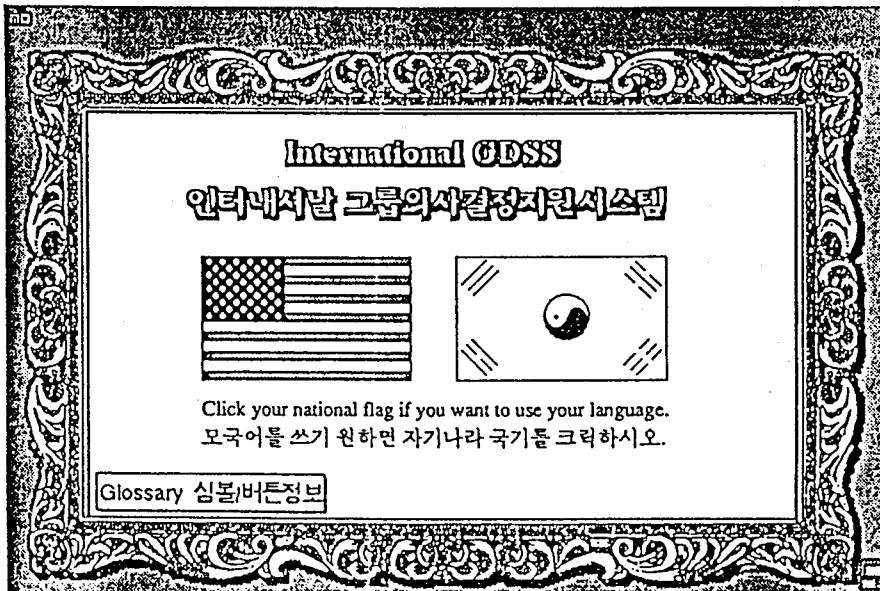 International GDSS
인터내셔날 그룹의사결정지원시스템
Click your national flag if you want to use your language.
모국어를 쓰기 원하면 자기나라 국기를 크릭하시오.
Glossary 심볼/버튼정보